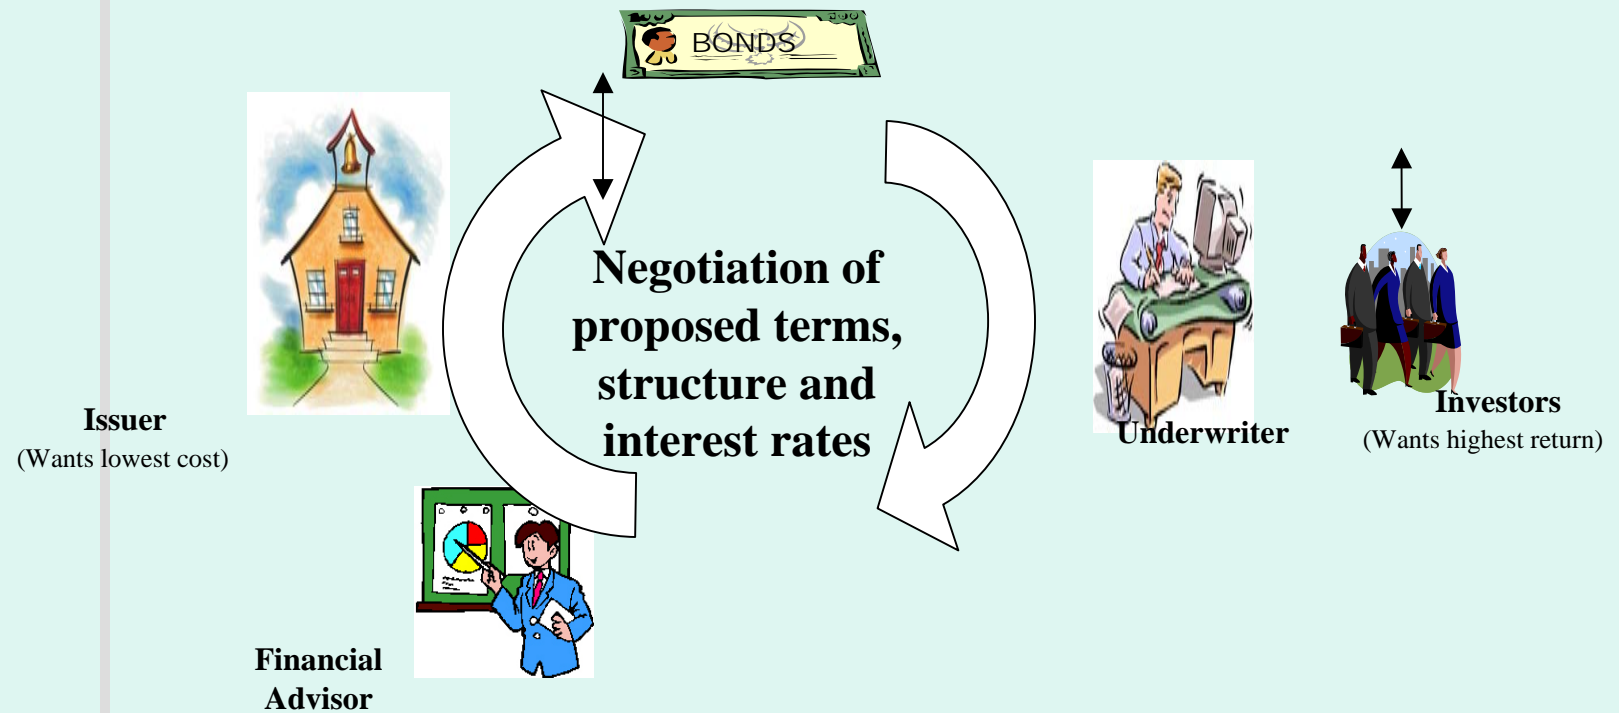 BONDS
Negotiation of
proposed terms,
structure and
interest rates
Issuer
(Wants lowest cost)
Underwriter
Investors
(Wants highest return)
Financial
Advisor